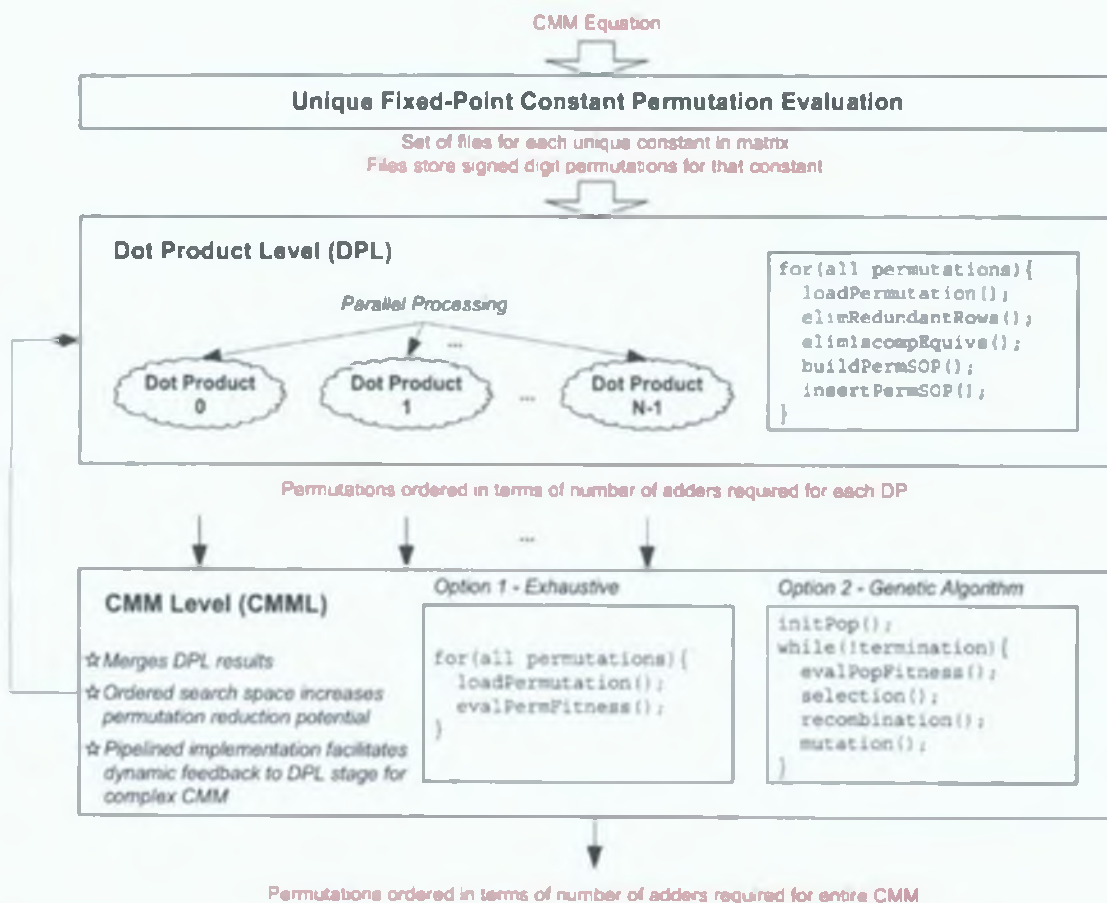 CMM Equation
Unique Fixed-Point Constant Permutation Evaluation
Set of files for each unique constant in matrix
Files store signed digit permutations for that constant
Dot Product Level (DPL)
Parallel Processing
...
Dot Product
0
Dot Product
1
...
Dot Product
N-1
for(all permutations){
loadPermutation();
elimRedundantRows();
buildPermSOP();
insertPermSOP();
}
Permutations ordered in terms of number of adders required for each DP
...
CMM Level (CMML)
☆ Merges DPL results
☆ Ordered search space increases
permutation reduction potential
☆ Pipelined implementation facilitates
dynamic feedback to DPL stage for
complex CMM
Option 1 - Exhaustive
for(all permutations){
loadPermutation();
evalPermFitness();
}
Option 2 - Genetic Algorithm
initPop();
while(!termination){
evalPopFitness();
selection();
recombination();
mutation();
}
Permutations ordered in terms of number of adders required for entire CMM